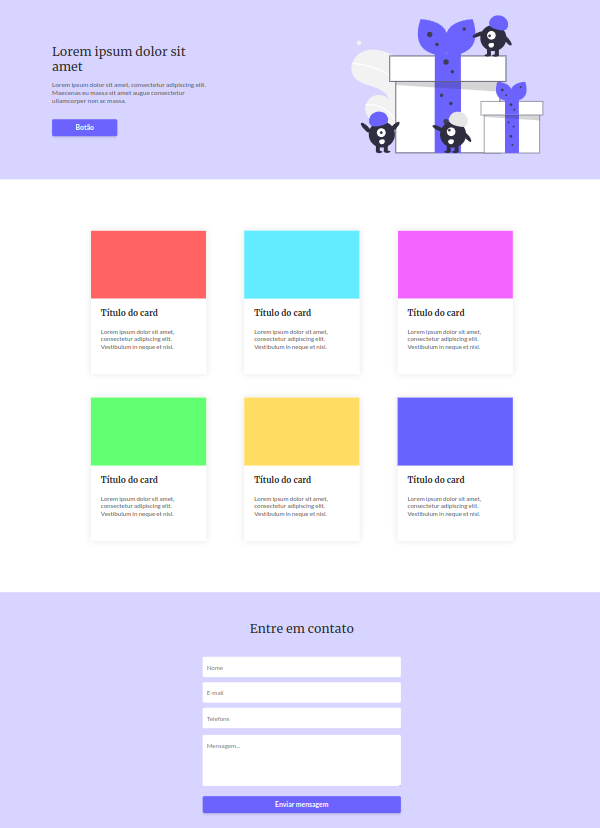 Lorem ipsum dolor sit
amet
Lorem ipsum dolor sit amet, consectetur adipiscing elit.
Maecenas eu massa sit amet augue consectetur
ullamcorper non ac massa.
Botão
Título do card
Lorem ipsum dolor sit amet,
consectetur adipiscing elit.
Vestibulum in neque et nisl.
Título do card
Lorem ipsum dolor sit amet,
consectetur adipiscing elit.
Vestibulum in neque et nisl.
Título do card
Lorem ipsum dolor sit amet,
consectetur adipiscing elit.
Vestibulum in neque et nisl.
Título do card
Lorem ipsum dolor sit amet,
consectetur adipiscing elit.
Vestibulum in neque et nisl.
Título do card
Lorem ipsum dolor sit amet,
consectetur adipiscing elit.
Vestibulum in neque et nisl.
Título do card
Lorem ipsum dolor sit amet,
consectetur adipiscing elit.
Vestibulum in neque et nisl.
Entre em contato
Nome
E-mail
Telefone
Mensagem...
Enviar mensagem